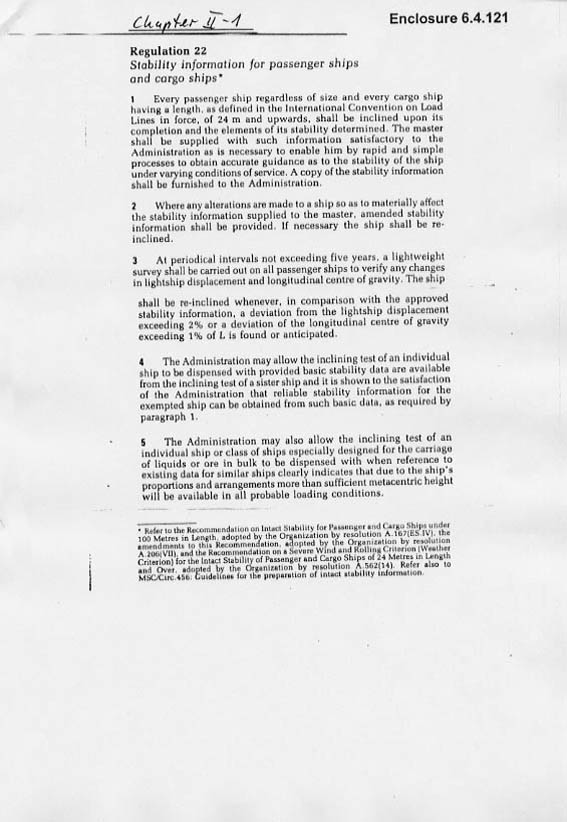 Chapter II-1
Enclosure 6.4.121
Regulation 22
Stability information for passenger ships
and cargo ships*
1 Every passenger ship regardless of size and every cargo ship
having a length, as defined in the International Convention on Load
Lines in force, of 24 m and upwards, shall be inclined upon its
completion and the elements of its stability determined. The master
shall be supplied with such information satisfactory to the
Administration as is necessary to enable him by rapid and simple
processes to obtain accurate guidance as to the stability of the ship
under varying conditions of service. A copy of the stability information
shall be furnished to the Administration.
2 Where any alterations are made to a ship so as to materially affect
the stability information supplied to the master, amended stability
information shall be provided. If necessary the ship shall be re-
inclined.
3 At periodical intervals not exceeding five years, a lightweight
survey shall be carried out on all passenger ships to verify any changes
in lightship displacement and longitudinal centre of gravity. The ship
shall be re-inclined whenever, in comparison with the approved
stability information, a deviation from the lightship displacement
exceeding 2% or a deviation of the longitudinal centre of gravity
exceeding 1% of L is found or anticipated.
4 The Administration may allow the inclining test of an individual
ship to be dispensed with provided basic stability data are available
from the inclining test of a sister ship and it is shown to the satisfaction
of the Administration that reliable stability information for the
exempted ship can be obtained from such basic data, as required by
paragraph 1.
5 The Administration may also allow the inclining test of an
individual ship or class of ships especially designed for the carriage
of liquids or ore in bulk to be dispensed with when reference to
existing data for similar ships clearly indicates that due to the ship's
proportions and arrangements more than sufficient metacentric height
will be available in all probable loading conditions.
* Refer to the Recommendation on Intact Stability for Passenger and Cargo Ships under
100 Metres in Length, adopted by the Organization by resolution A.167(ES.IV), the
amendments to this Recommendation, adopted by the Organization by resolution
A.206(VII), and the Recommendation on a Severe Wind and Rolling Criterion (Weather
Criterion) for the Intact Stability of Passenger and Cargo Ships of 24 Metres in Length
and Over, adopted by the Organization by resolution A.562(14). Refer also to
MSC/Circ.456: Guidelines for the preparation of intact stability information.